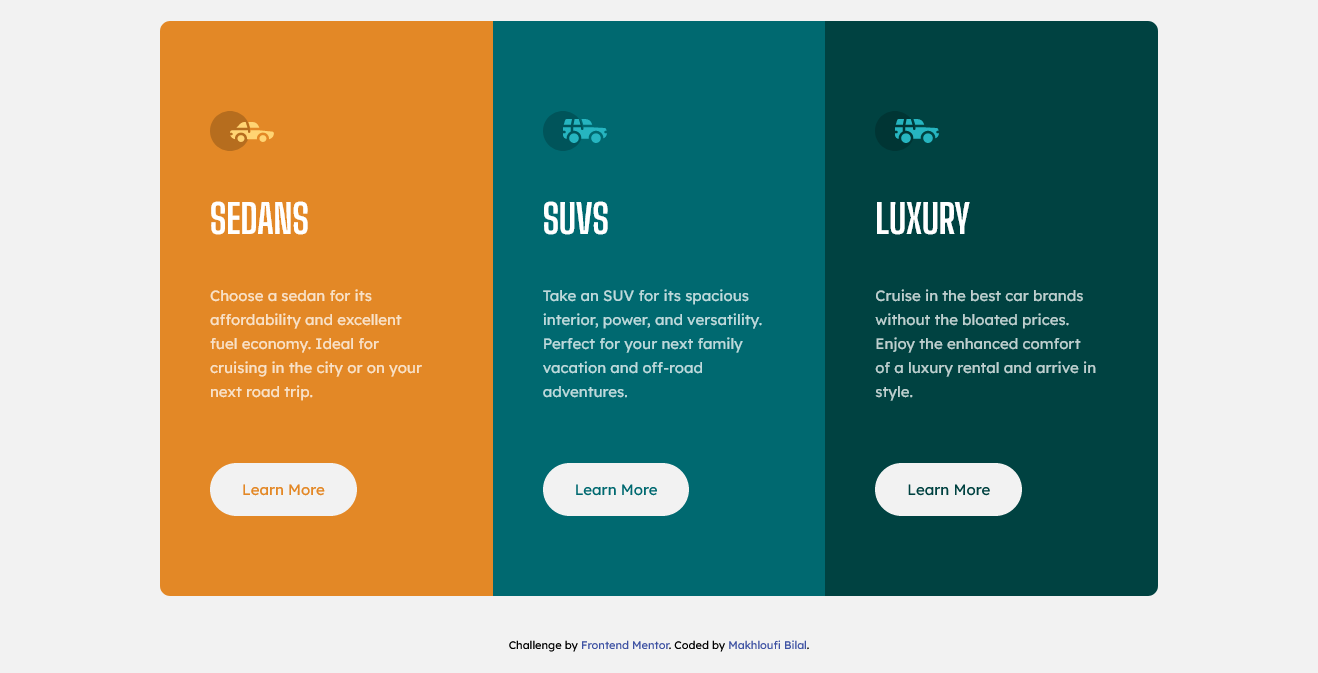 SEDANS
Choose a sedan for its
affordability and excellent
fuel economy. Ideal for
cruising in the city or on your
next road trip.
Learn More
SUVS
Take an SUV for its spacious
interior, power, and versatility.
Perfect for your next family
vacation and off-road
adventures.
Learn More
LUXURY
Cruise in the best car brands
without the bloated prices.
Enjoy the enhanced comfort
of a luxury rental and arrive in
style.
Learn More
Challenge by Frontend Mentor. Coded by Makhloufi Bilal.